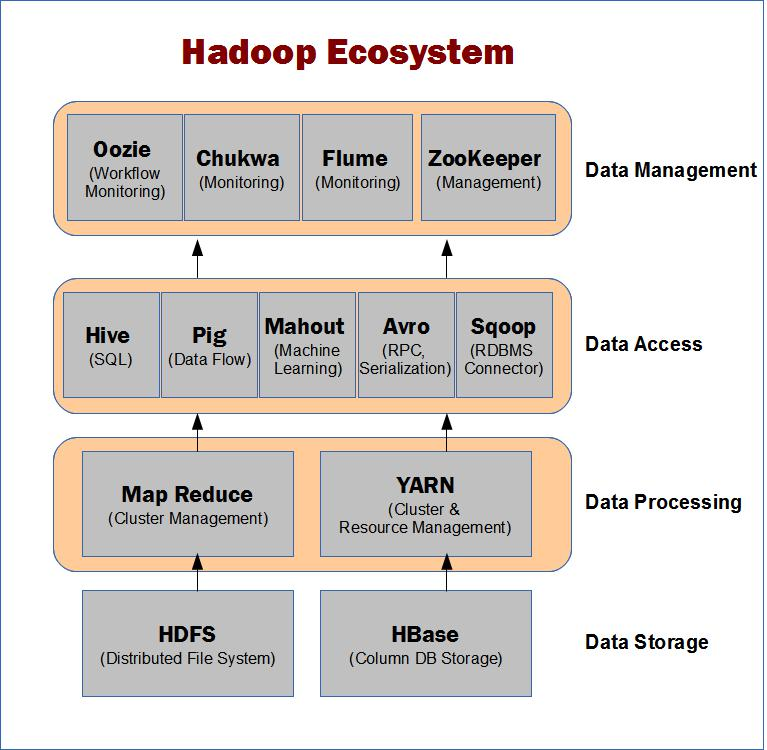 Hadoop Ecosystem
Oozie
(Workflow
Monitoring)
Chukwa
(Monitoring)
Flume
(Monitoring)
ZooKeeper
(Management)
Data Management
Hive
(SQL)
Pig
(Data Flow)
Mahout
(Machine
Learning)
Avro
(RPC,
Serialization)
Sqoop
(RDBMS
Connector)
Data Access
Map Reduce
(Cluster Management)
YARN
(Cluster &
Resource Management)
Data Processing
HDFS
(Distributed File System)
HBase
(Column DB Storage)
Data Storage